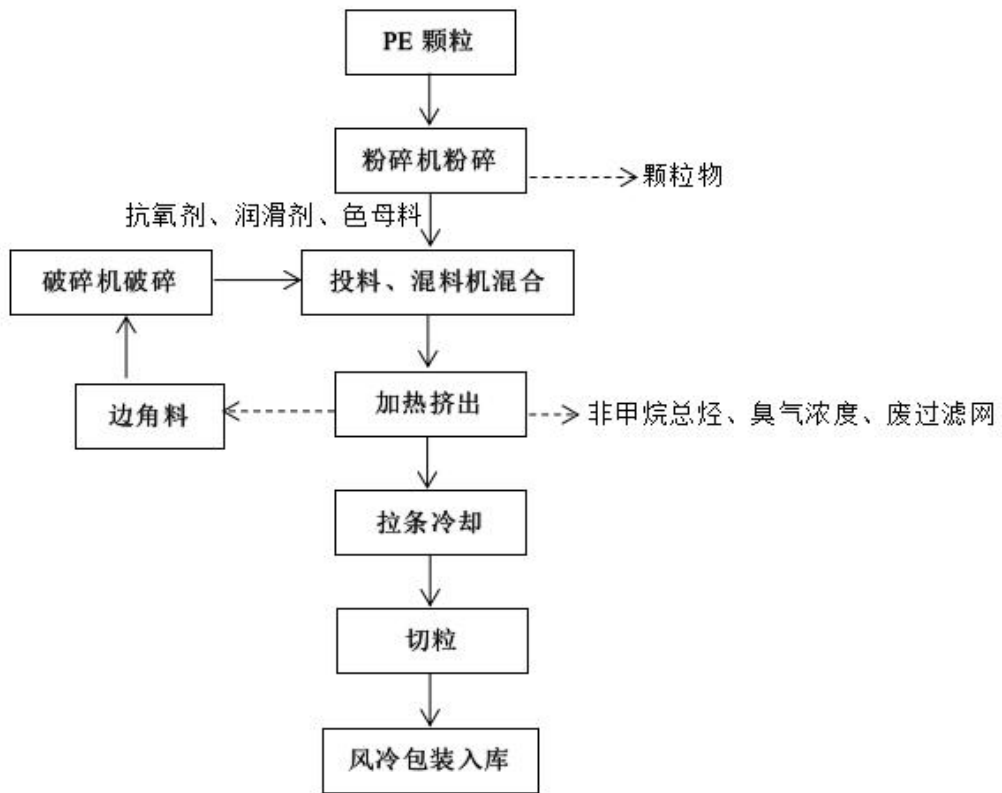 PE 颗粒
粉碎机粉碎
颗粒物
抗氧剂、润滑剂、色母料
破碎机破碎
投料、混料机混合
边角料
加热挤出
非甲烷总烃、臭气浓度、废过滤网
拉条冷却
切粒
风冷包装入库